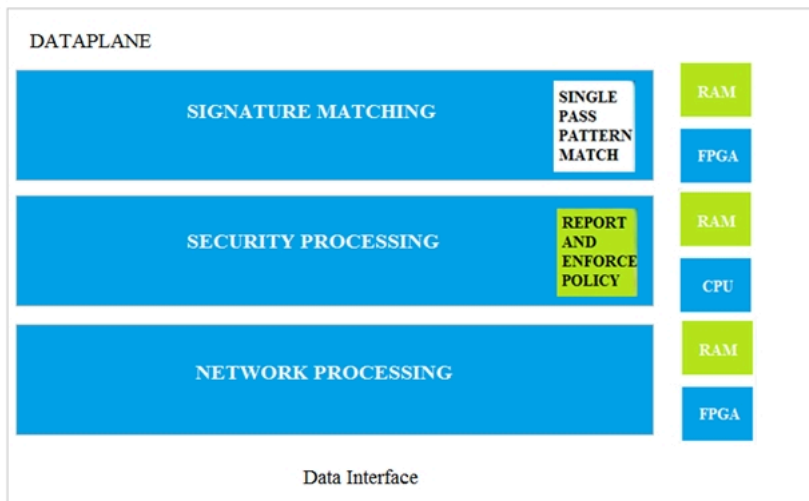 DATAPLANE
SIGNATURE MATCHING
SINGLE
PASS
PATTERN
MATCH
RAM
FPGA
SECURITY PROCESSING
REPORT
AND
ENFORCE
POLICY
RAM
CPU
NETWORK PROCESSING
RAM
FPGA
Data Interface